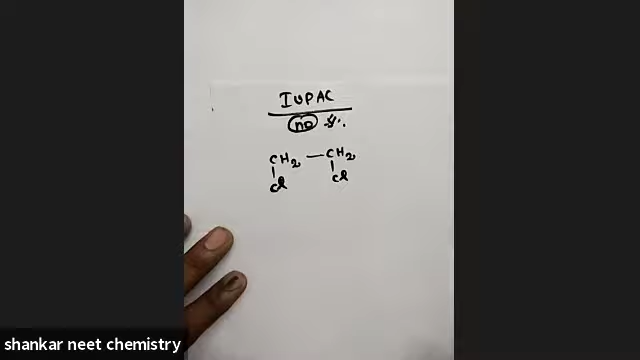 IUPAC
no
CH₂ — CH₂
Cl Cl
shankar neet chemistry